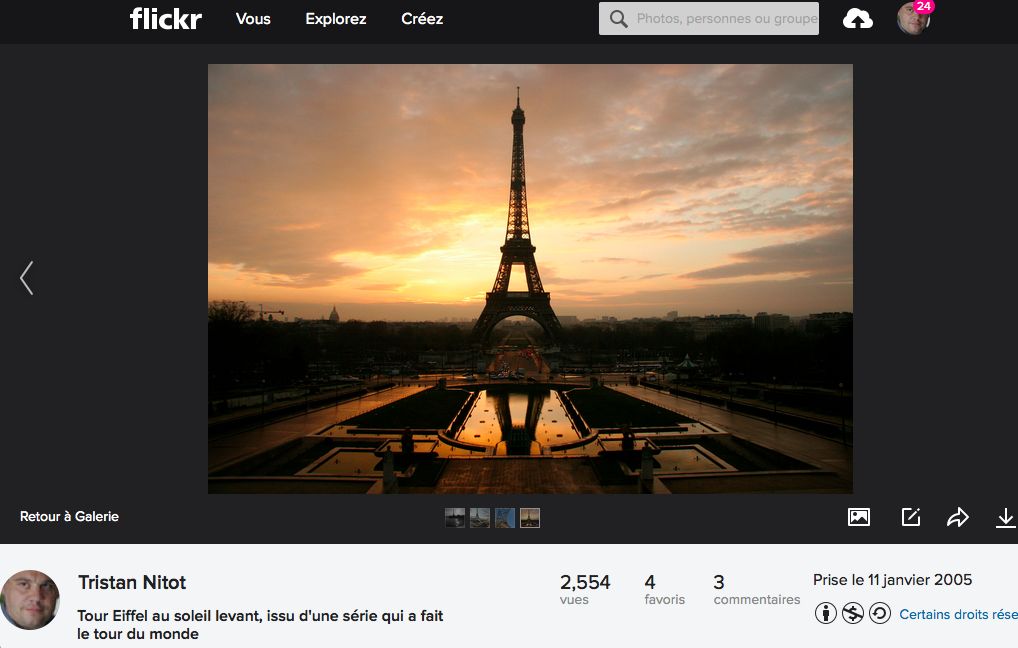 flickr Vous Explorez Créez Photos, personnes ou groupe 24
Retour à Galerie
Tristan Nitot
Tour Eiffel au soleil levant, issu d'une série qui a fait
le tour du monde
2,554 4 3
vues favoris commentaires
Prise le 11 janvier 2005
Certains droits rése